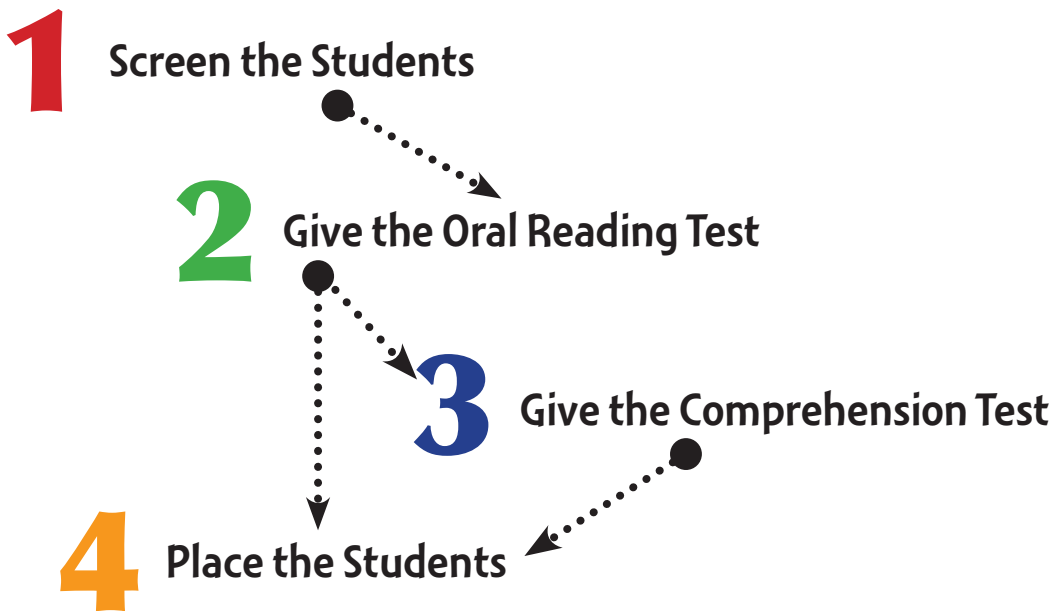 1 Screen the Students
2 Give the Oral Reading Test
3 Give the Comprehension Test
4 Place the Students